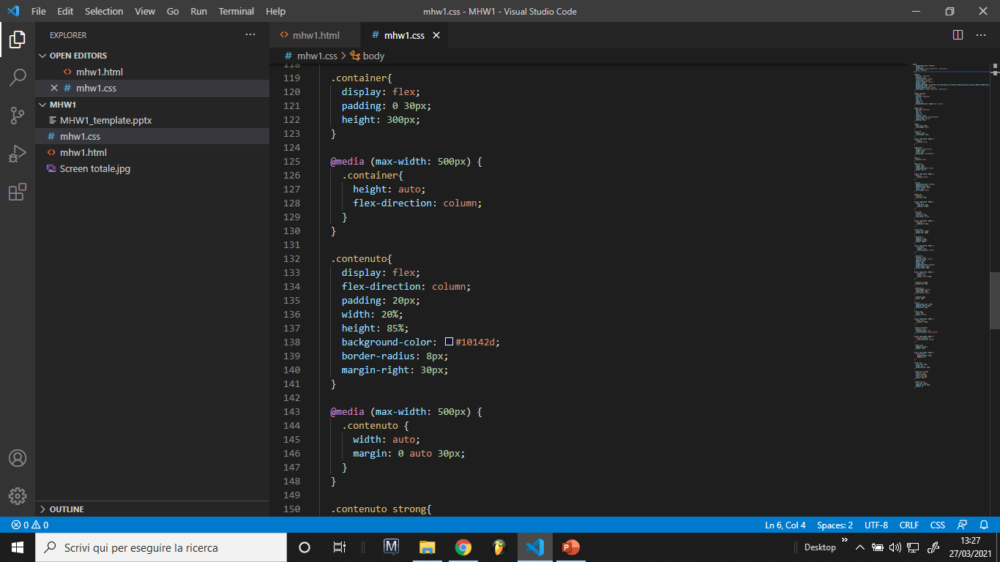 File Edit Selection View Go Run Terminal Help mhw1.css - MHW1 - Visual Studio Code
EXPLORER
OPEN EDITORS
mhw1.html
mhw1.css
MHW1
MHW1_template.pptx
mhw1.css
mhw1.html
Screen totale.jpg
OUTLINE
mhw1.html mhw1.css
mhw1.css > body
118
119 .container{
120 display: flex;
121 padding: 0 30px;
122 height: 300px;
123 }
124
125 @media (max-width: 500px) {
126 .container{
127 height: auto;
128 flex-direction: column;
129 }
130 }
131
132 .contenuto{
133 display: flex;
134 flex-direction: column;
135 padding: 20px;
136 width: 20%;
137 height: 85%;
138 background-color: #10142d;
139 border-radius: 8px;
140 margin-right: 30px;
141 }
142
143 @media (max-width: 500px) {
144 .contenuto {
145 width: auto;
146 margin: 0 auto 30px;
147 }
148 }
149
150 .contenuto strong{
0 0 Ln 6, Col 4 Spaces: 2 UTF-8 CRLF CSS
Scrivi qui per eseguire la ricerca
Desktop
13:27
27/03/2021